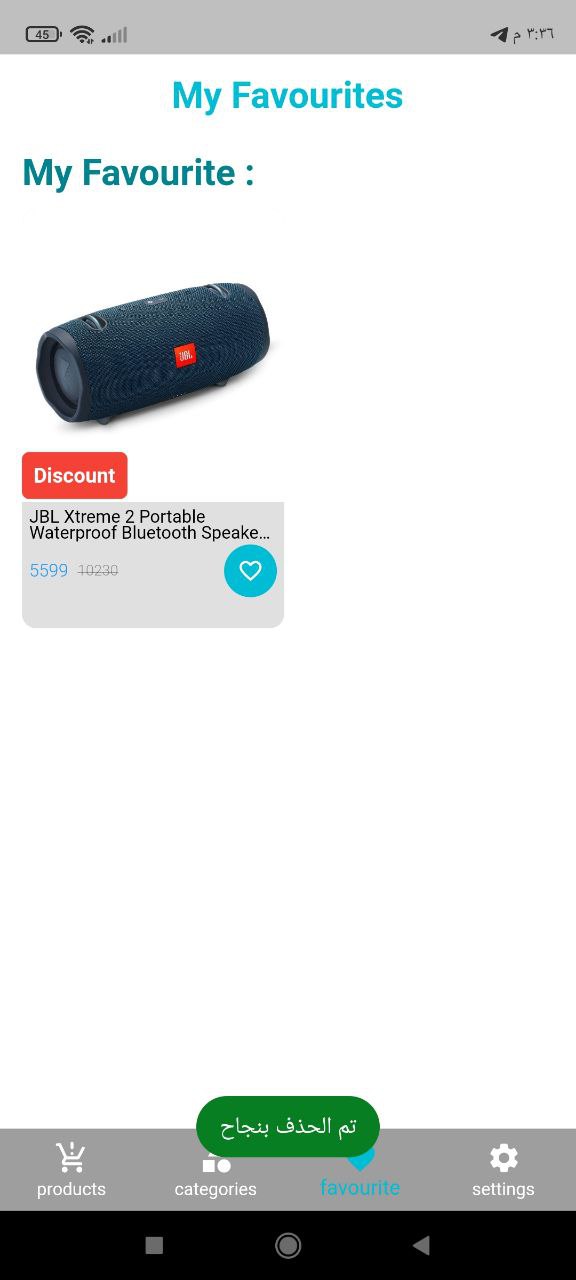 45
٣:٣٦ م
My Favourites
My Favourite :
JBL
Discount
JBL Xtreme 2 Portable
Waterproof Bluetooth Speake...
5599 10230
تم الحذف بنجاح
products categories favourite settings